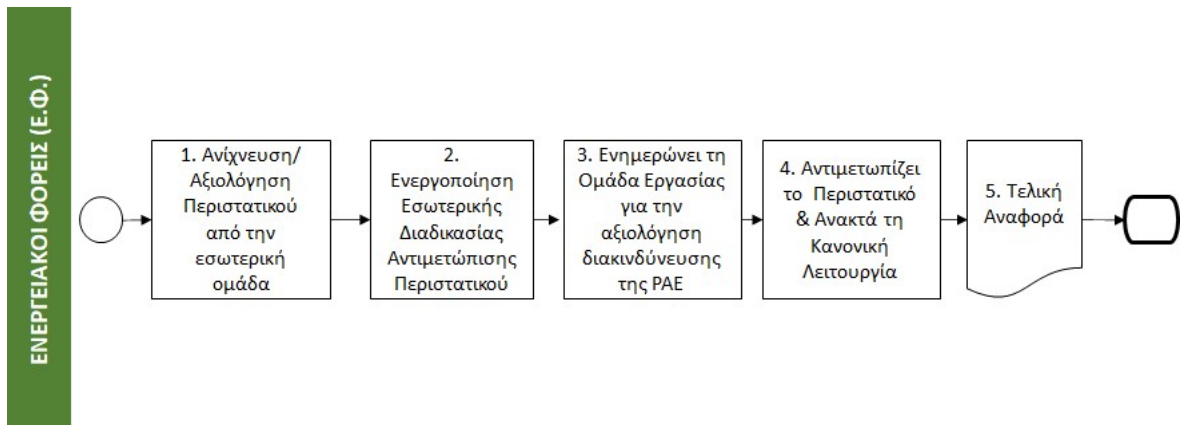 ΕΝΕΡΓΕΙΑΚΟΙ ΦΟΡΕΙΣ (Ε.Φ.)
1. Ανίχνευση/
Αξιολόγηση
Περιστατικού
από την
εσωτερική
ομάδα
2.
Ενεργοποίηση
Εσωτερικής
Διαδικασίας
Αντιμετώπισης
Περιστατικού
3. Ενημερώνει τη
Ομάδα Εργασίας
για την
αξιολόγηση
διακινδύνευσης
της ΡΑΕ
4. Αντιμετωπίζει
το Περιστατικό
& Ανακτά τη
Κανονική
Λειτουργία
5. Τελική
Αναφορά